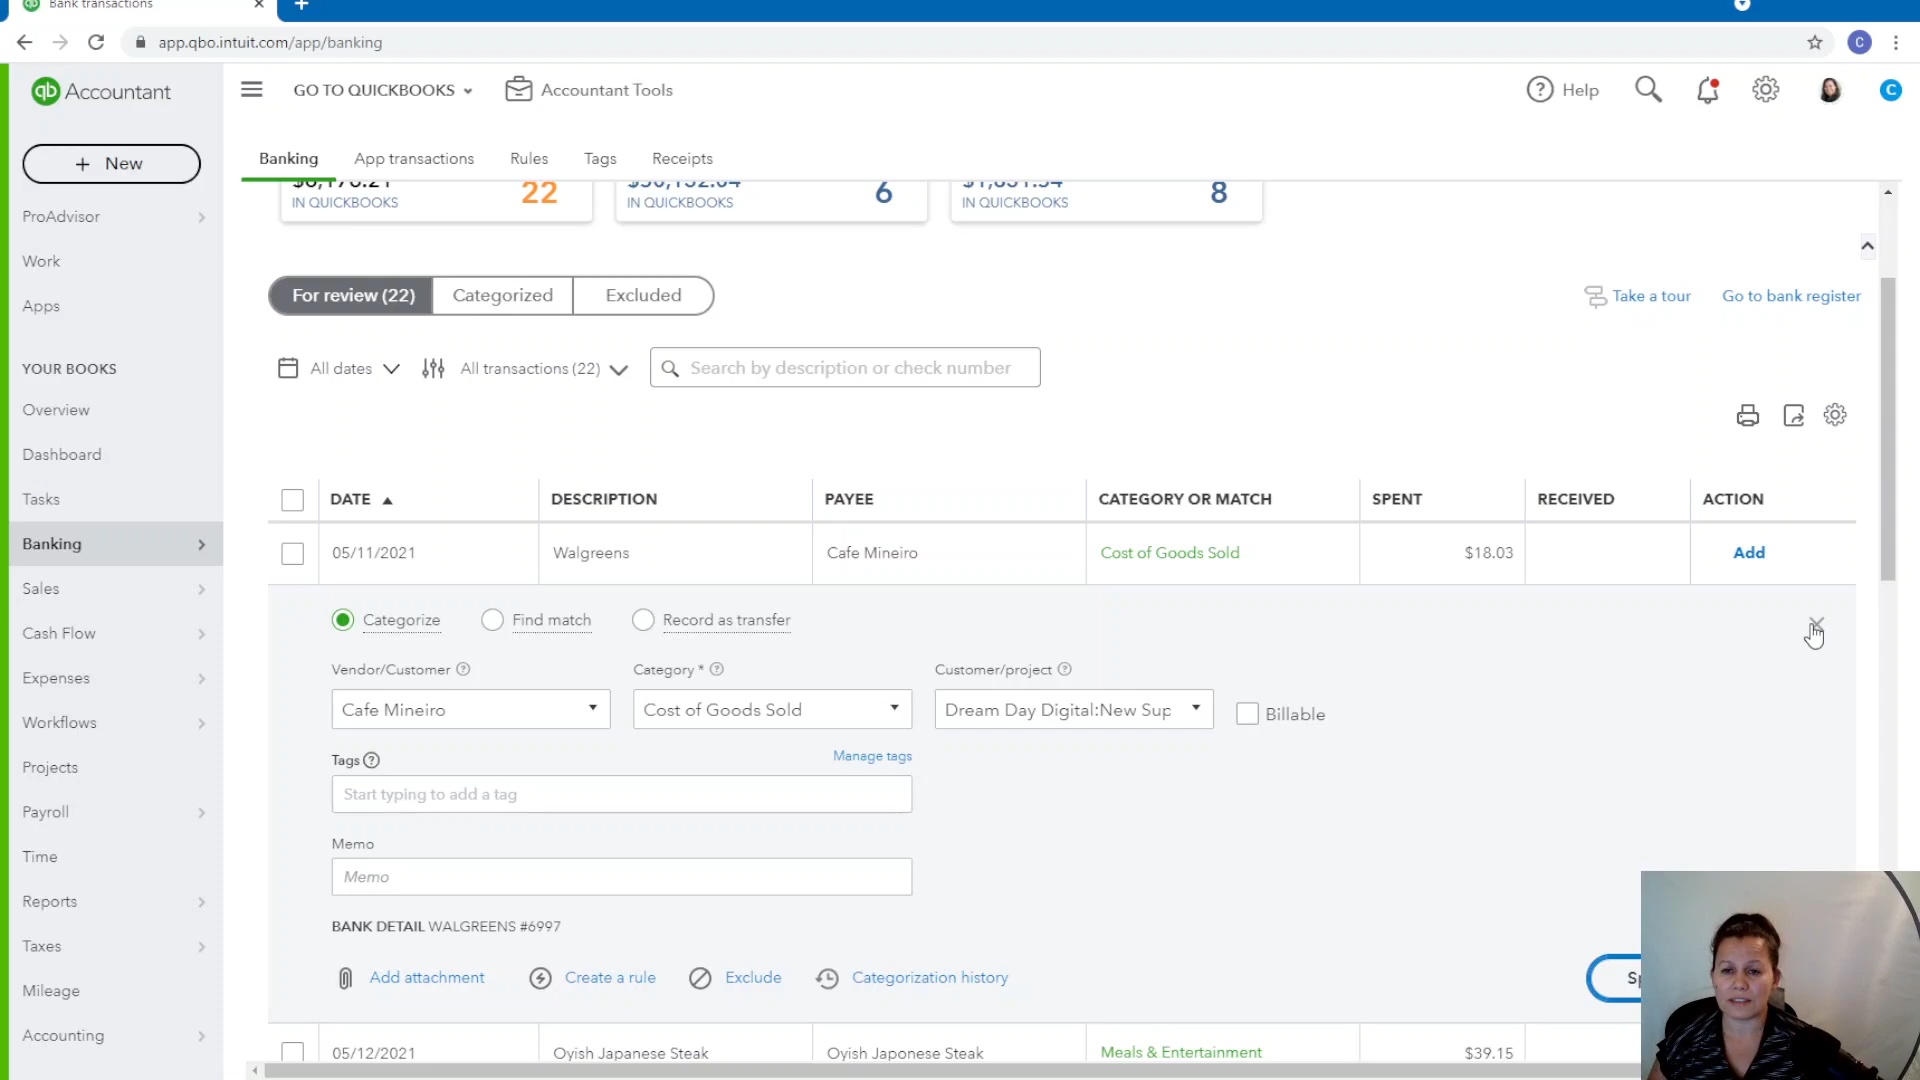 Bank transactions
app.qbo.intuit.com/app/banking
C
qb Accountant
GO TO QUICKBOOKS
Accountant Tools
Help
C
+ New
Banking
App transactions
Rules
Tags
Receipts
IN QUICKBOOKS
22
IN QUICKBOOKS
6
IN QUICKBOOKS
8
ProAdvisor
Work
Apps
YOUR BOOKS
Overview
Dashboard
Tasks
Banking
Sales
Cash Flow
Expenses
Workflows
Projects
Payroll
Time
Reports
Taxes
Mileage
Accounting
For review (22)
Categorized
Excluded
Take a tour
Go to bank register
All dates
All transactions (22)
Search by description or check number
DATE
DESCRIPTION
PAYEE
CATEGORY OR MATCH
SPENT
RECEIVED
ACTION
05/11/2021
Walgreens
Cafe Mineiro
Cost of Goods Sold
$18.03
Add
Categorize
Find match
Record as transfer
Vendor/Customer
Category *
Customer/project
Cafe Mineiro
Cost of Goods Sold
Dream Day Digital:New Sup
Billable
Tags
Manage tags
Start typing to add a tag
Memo
Memo
BANK DETAIL WALGREENS #6997
Add attachment
Create a rule
Exclude
Categorization history
05/12/2021
Oyish Japanese Steak
Oyish Japonese Steak
Meals & Entertainment
$39.15